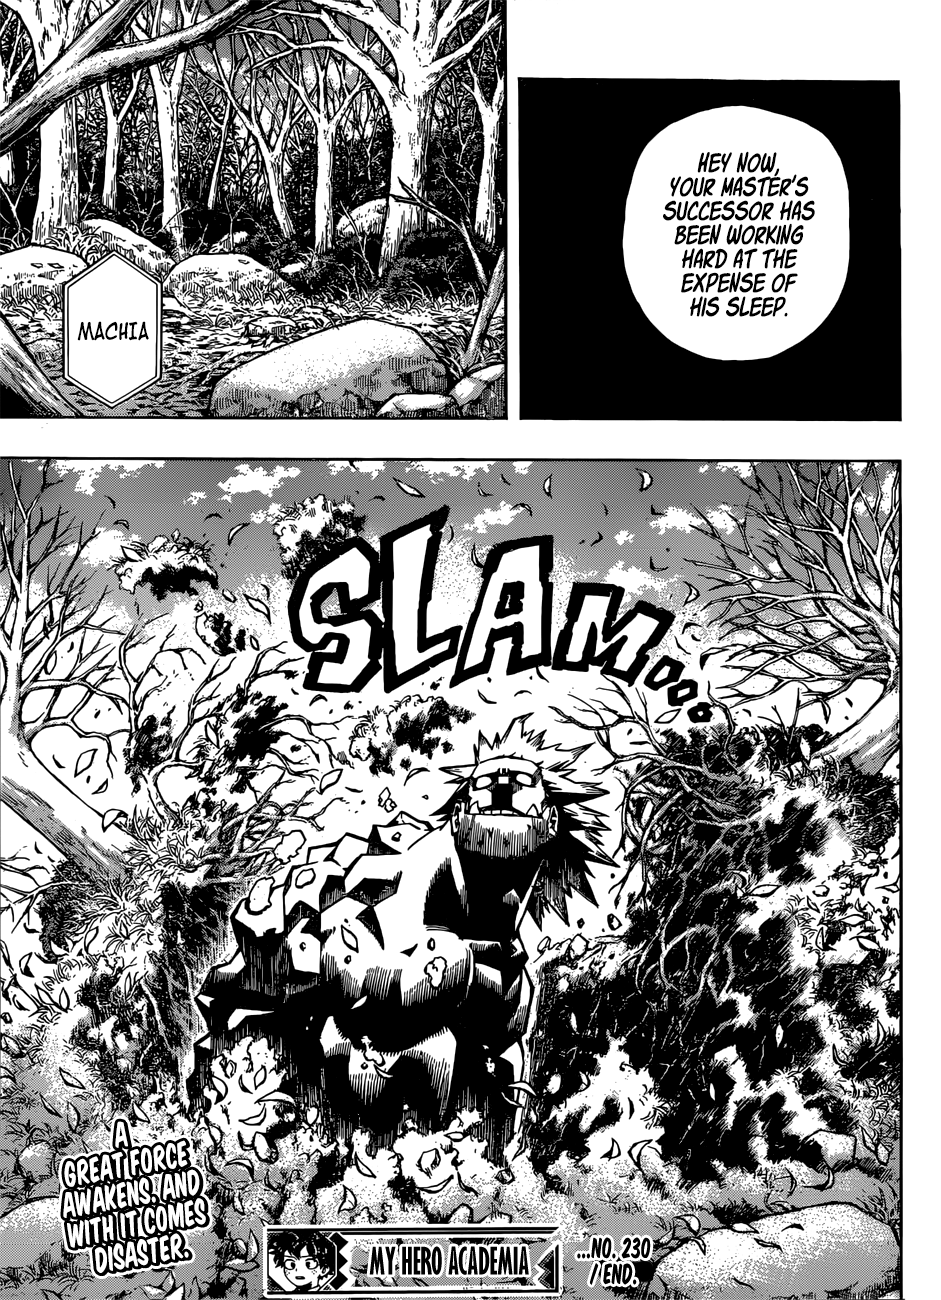 HEY NOW,
YOUR MASTER'S
SUCCESSOR HAS
BEEN WORKING
HARD AT THE
EXPENSE OF
HIS SLEEP.
MACHIA
SLAM...
A
GREAT FORCE
AWAKENS. AND
WITH IT COMES
DISASTER.
MY HERO ACADEMIA
...NO. 230
/ END.